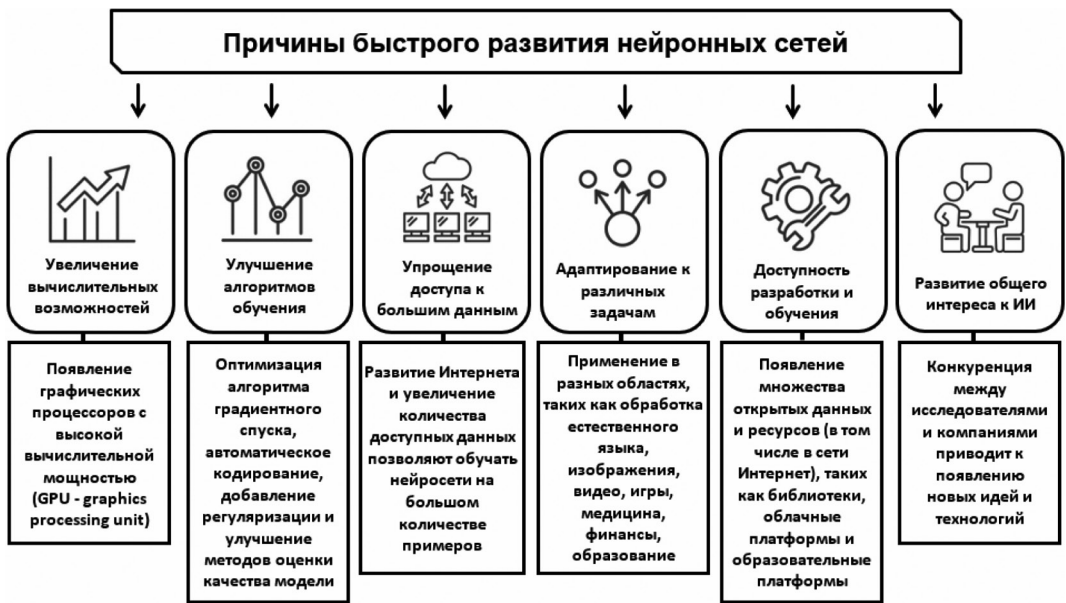 Причины быстрого развития нейронных сетей
Увеличение
вычислительных
возможностей
Улучшение
алгоритмов
обучения
Упрощение
доступа к
большим данным
Адаптирование к
различных
задачам
Доступность
разработки и
обучения
Развитие общего
интереса к ИИ
Появление
графических
процессоров с
высокой
вычислительной
мощностью
(GPU - graphics
processing unit)
Оптимизация
алгоритма
градиентного
спуска,
автоматическое
кодирование,
добавление
регуляризации и
улучшение
методов оценки
качества модели
Развитие Интернета
и увеличение
количества
доступных данных
позволяют обучать
нейросети на
большом
количестве
примеров
Применение в
разных областях,
таких как обработка
естественного
языка,
изображения,
видео, игры,
медицина,
финансы,
образование
Появление
множества
открытых данных
и ресурсов (в том
числе в сети
Интернет), таких
как библиотеки,
облачные
платформы и
образовательные
платформы
Конкуренция
между
исследователями
и компаниями
приводит к
появлению
новых идей и
технологий